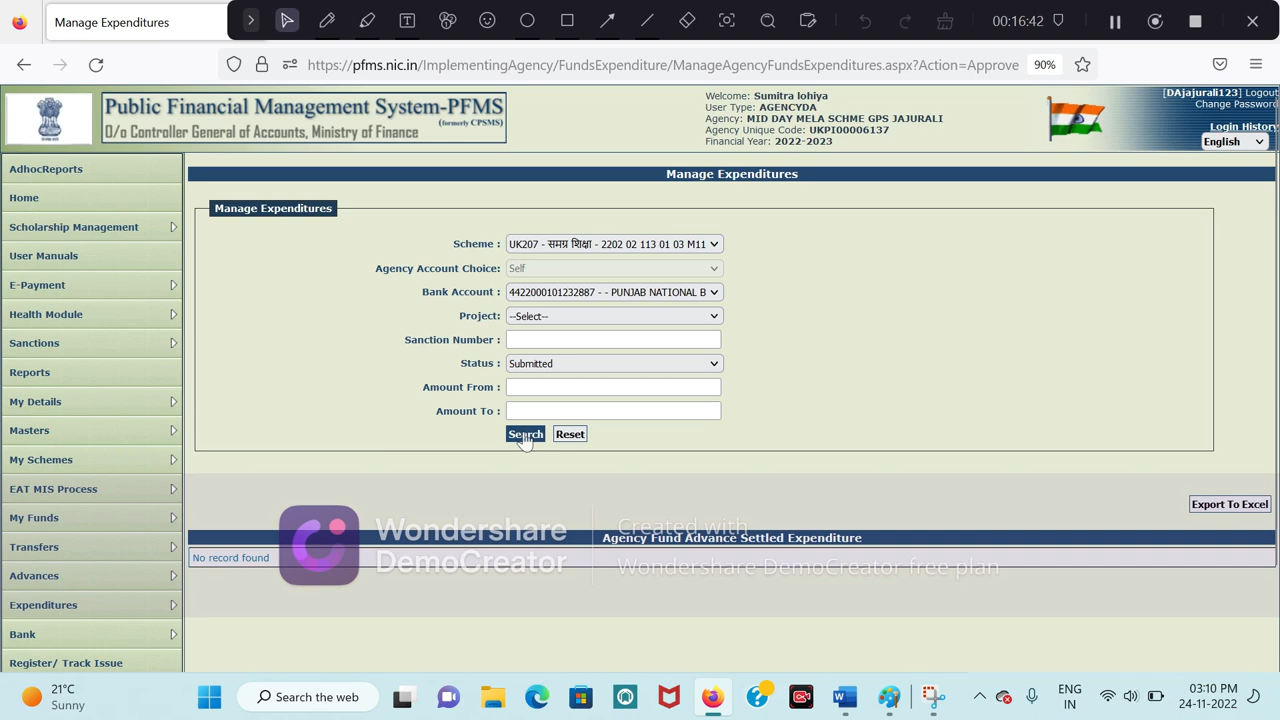 Manage Expenditures
00:16:42
https://pfms.nic.in/ImplementingAgency/FundsExpenditure/ManageAgencyFundsExpenditures.aspx?Action=Approve
90%
Public Financial Management System-PFMS
(formerly CPSMS)
O/o Controller General of Accounts, Ministry of Finance
Welcome: Sumitra lohiya
User Type: AGENCYDA
Agency: MID DAY MELA SCHME GPS JAJURALI
Agency Unique Code: UKPI00006137
Financial Year: 2022-2023
[DAjajurali123] Logout
Change Password
Login History
English
AdhocReports
Home
Scholarship Management
User Manuals
E-Payment
Health Module
Sanctions
Reports
My Details
Masters
My Schemes
EAT MIS Process
My Funds
Transfers
Advances
Expenditures
Bank
Register/ Track Issue
Manage Expenditures
Manage Expenditures
Scheme : UK207 - समग्र शिक्षा - 2202 02 113 01 03 M11
Agency Account Choice: Self
Bank Account : 4422000101232887 - - PUNJAB NATIONAL B
Project: --Select--
Sanction Number :
Status : Submitted
Amount From :
Amount To :
Search Reset
Export To Excel
Agency Fund Advance Settled Expenditure
No record found
Wondershare
DemoCreator
Created with
Wondershare DemoCreator free plan
21°C
Sunny
Search the web
ENG
IN
03:10 PM
24-11-2022